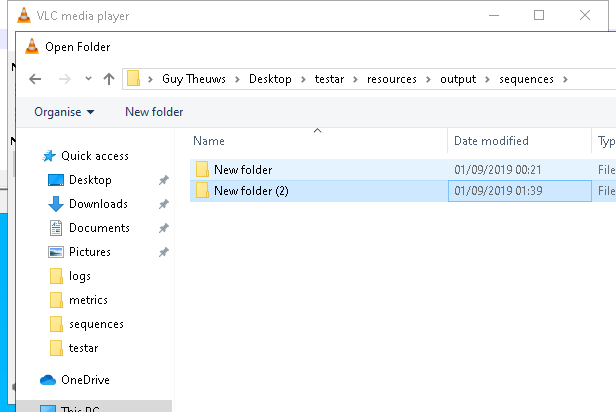 VLC media player
Open Folder
Guy Theuws > Desktop > testar > resources > output > sequences >
Organise New folder
Name Date modified Typ
Quick access
New folder 01/09/2019 00:21 File
New folder (2) 01/09/2019 01:39 File
Desktop
Downloads
Documents
Pictures
logs
metrics
sequences
testar
OneDrive
This PC